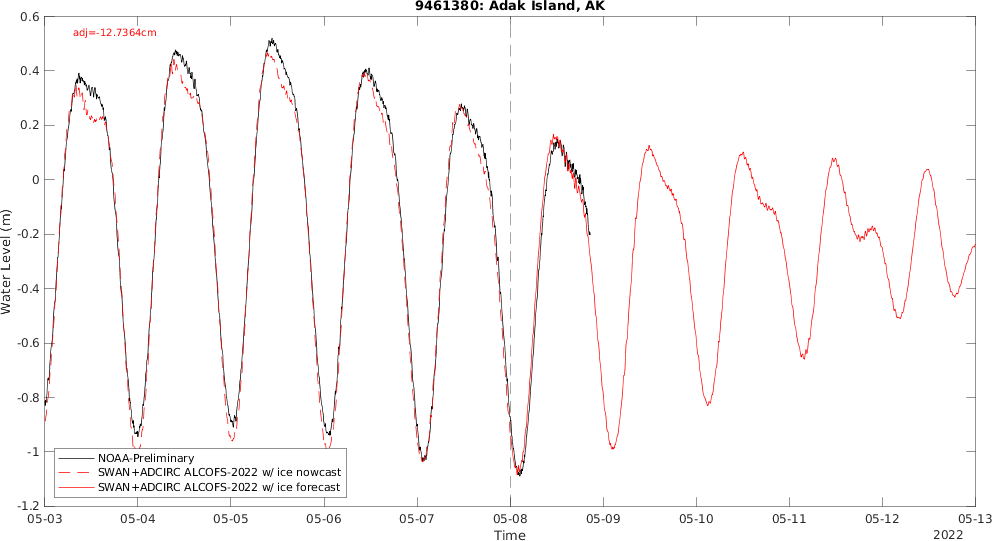 9461380: Adak Island, AK
adj=-12.7364cm
0.6
0.4
0.2
0
-0.2
-0.4
-0.6
-0.8
-1
-1.2
Water Level (m)
NOAA-Preliminary
SWAN+ADCIRC ALCOFS-2022 w/ ice nowcast
SWAN+ADCIRC ALCOFS-2022 w/ ice forecast
05-03 05-04 05-05 05-06 05-07 05-08 05-09 05-10 05-11 05-12 05-13
Time
2022